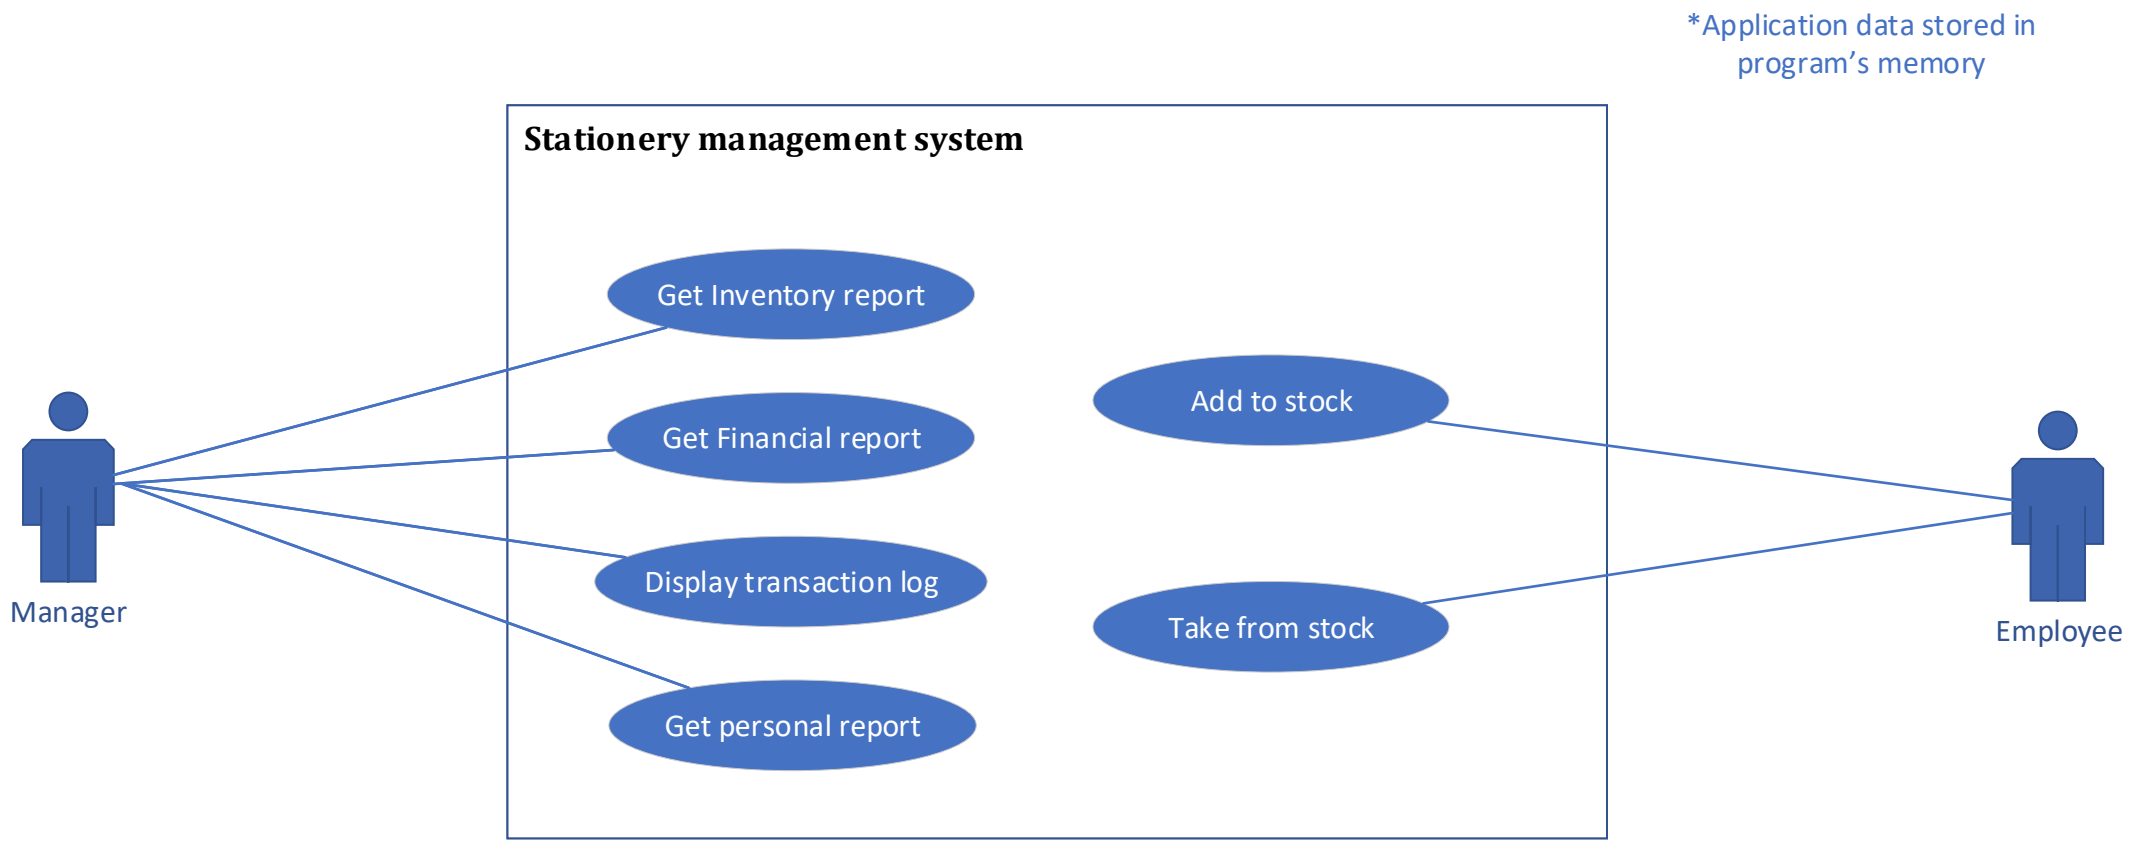 *Application data stored in
program's memory
Stationery management system
Get Inventory report
Get Financial report
Display transaction log
Get personal report
Add to stock
Take from stock
Manager
Employee